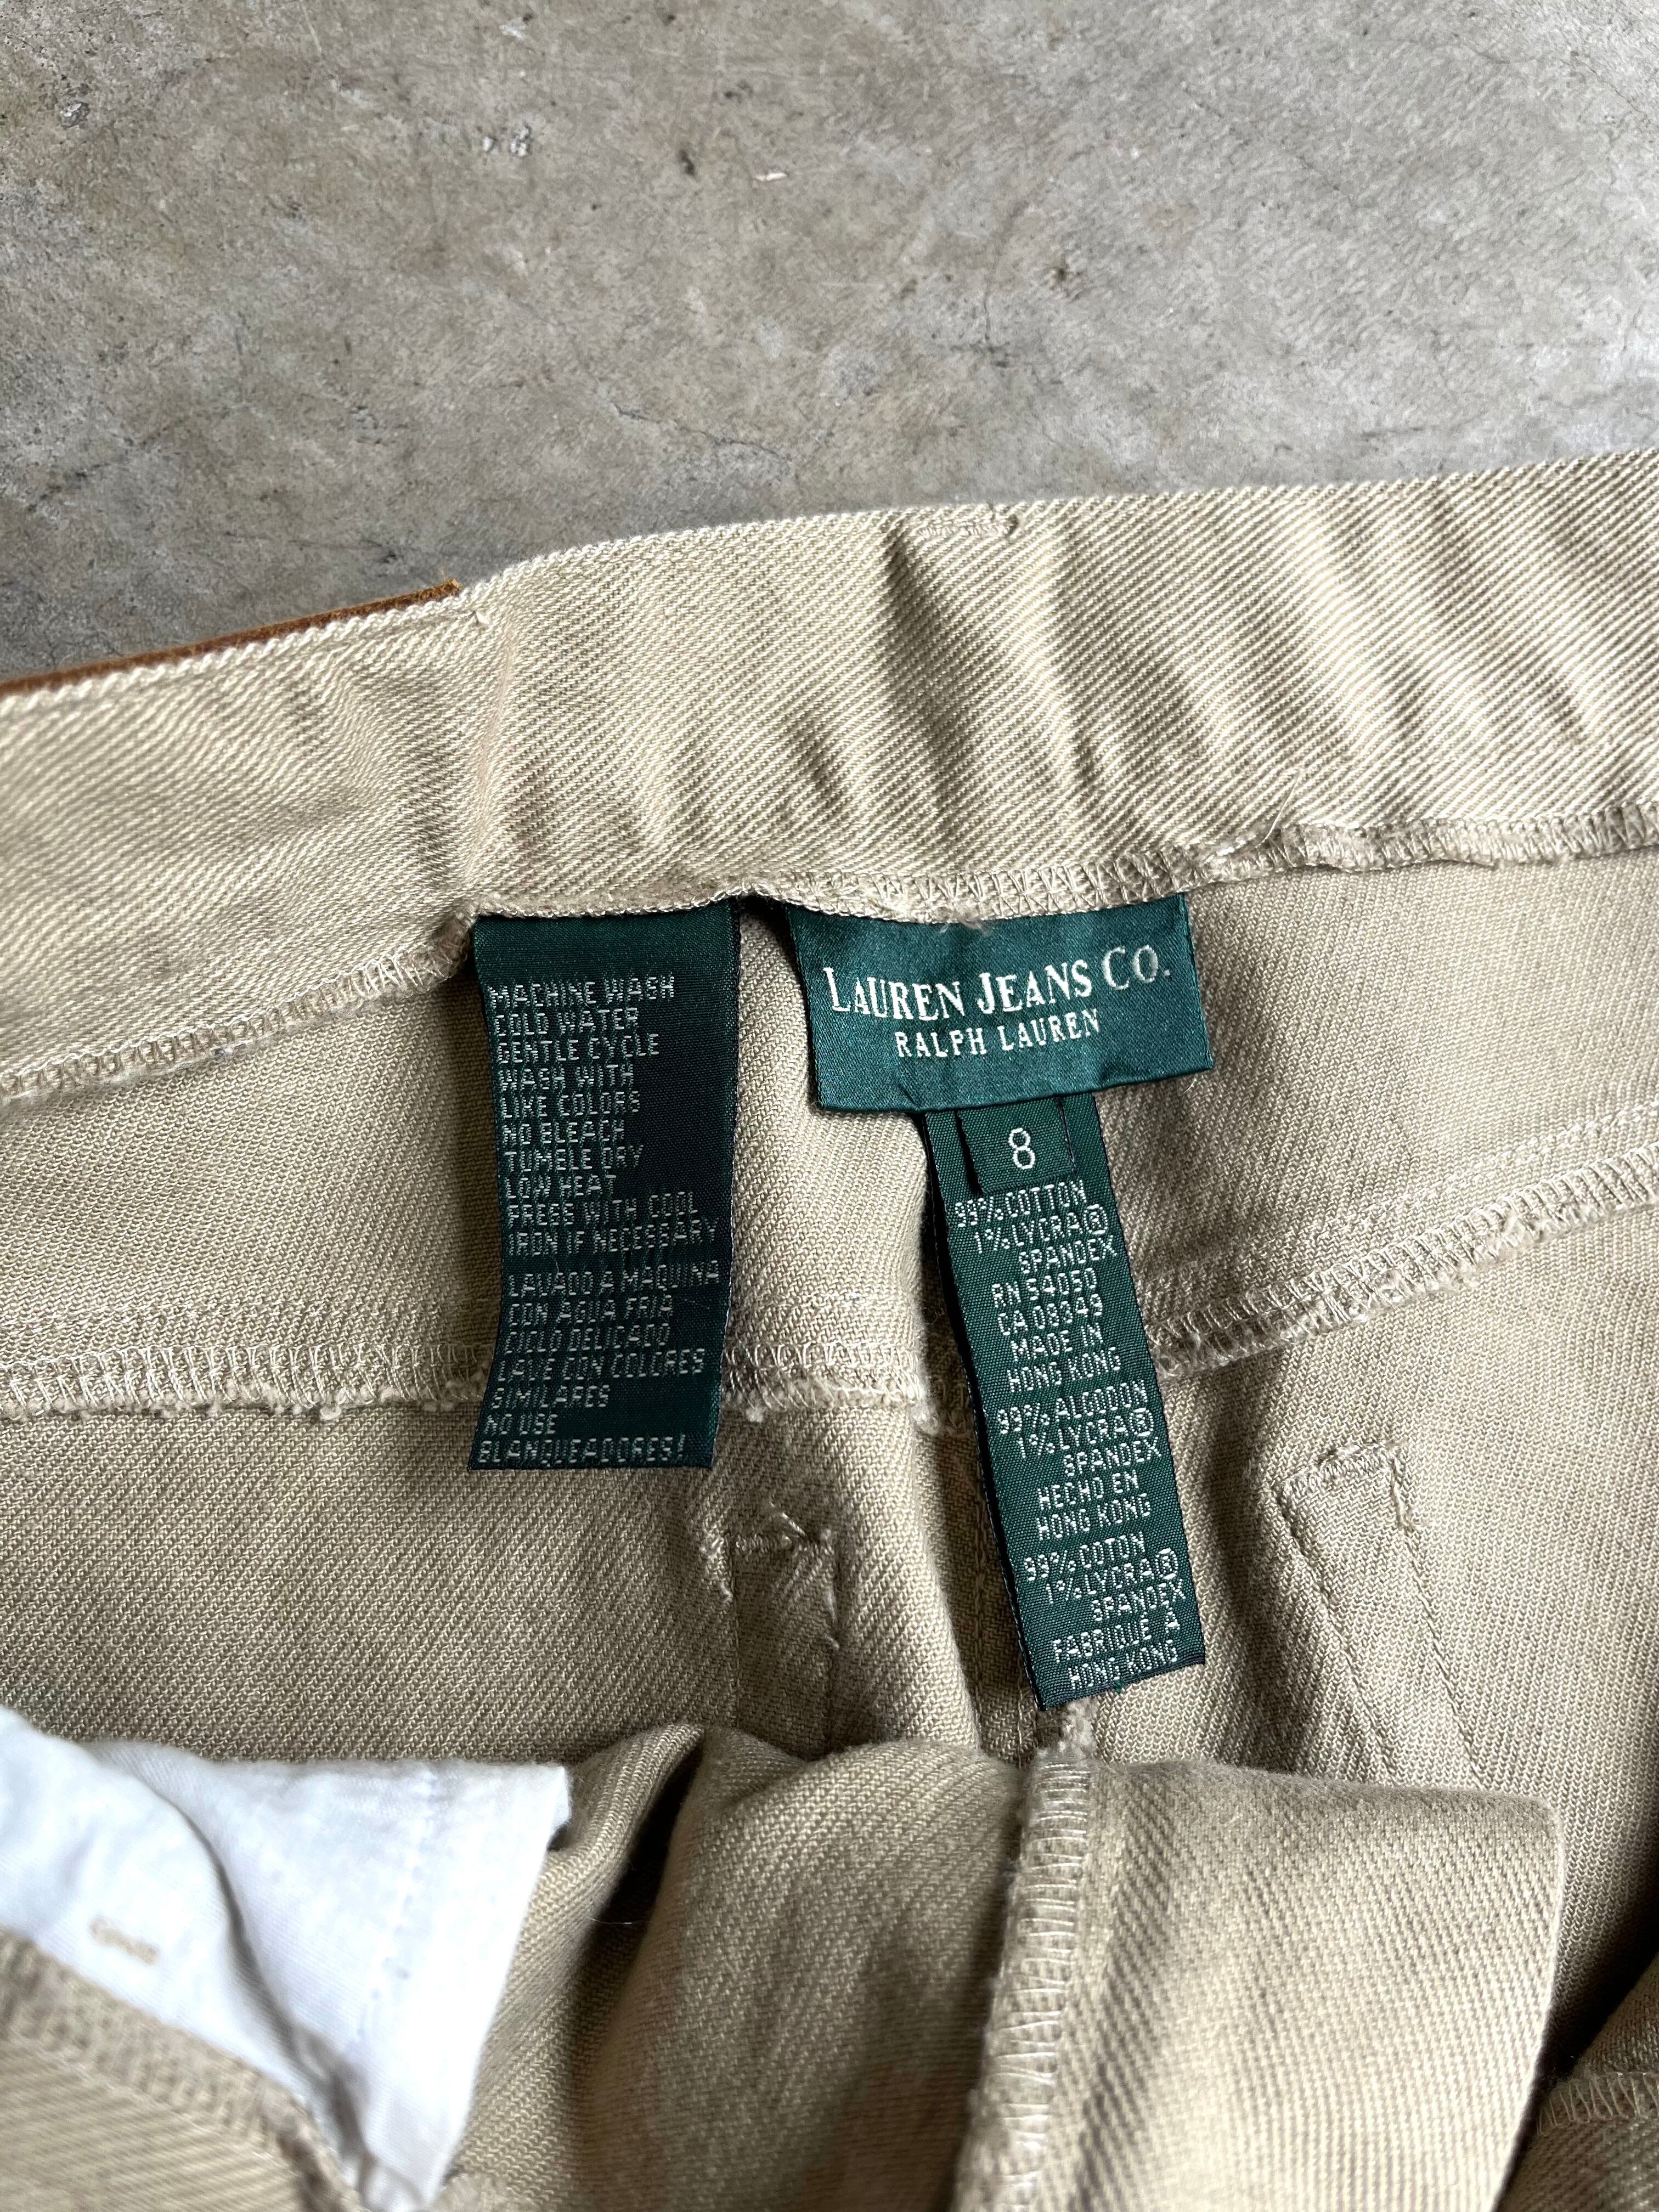 MACHINE WASH
COLD WATER
GENTLE CYCLE
WASH WITH
LIKE COLORS
NO BLEACH
TUMBLE DRY
LOW HEAT
PRESS WITH COOL
IRON IF NECESSARY
LAVADO A MAQUINA
CON AGUA FRIA
CICLO DELICADO
LAVE CON COLORES
SIMILARES
NO USE
BLANQUEADORES!
LAUREN JEANS CO.
RALPH LAUREN
8
99% COTTON
1% LYCRA®
SPANDEX
RN 54050
CA 08949
MADE IN
HONG KONG
99% ALGODON
1% LYCRA®
SPANDEX
HECHO EN
HONG KONG
99% COTON
1% LYCRA®
SPANDEX
FABRIQUÉ À
HONG KONG